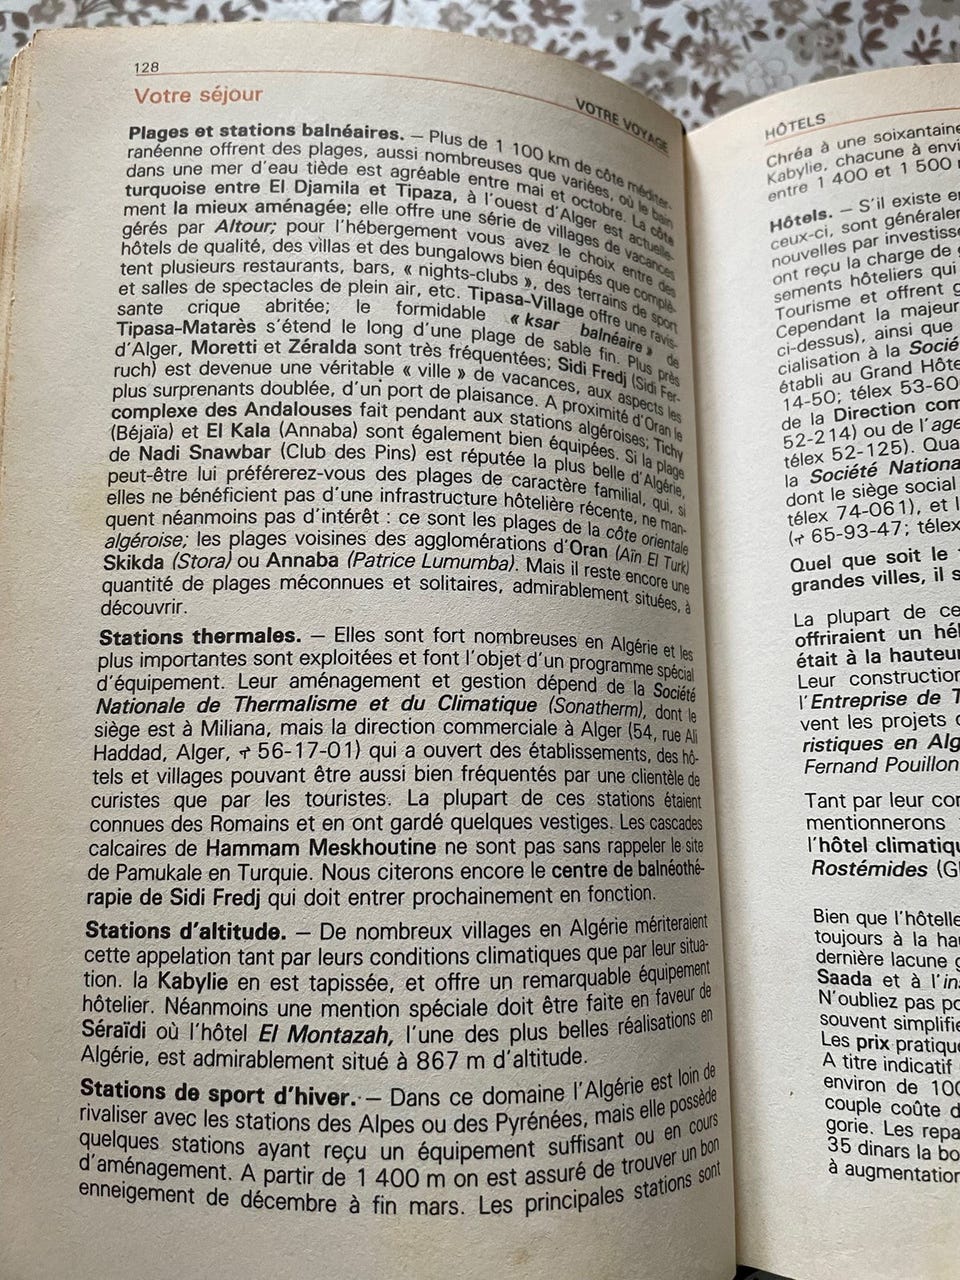 128
VOTRE VOYAGE
Votre séjour
Plages et stations balnéaires. — Plus de 1 100 km de côte méditer-
ranéenne offrent des plages, aussi nombreuses que variées, où le bain
dans une mer d'eau tiède est agréable entre mai et octobre. La côte
turquoise entre El Djamila et Tipaza, à l'ouest d'Alger est actuelle-
ment la mieux aménagée; elle offre une série de villages de vacances
gérés par Altour; pour l'hébergement vous avez le choix entre des
hôtels de qualité, des villas et des bungalows bien équipés que complè-
tent plusieurs restaurants, bars, « nights-clubs », des terrains de sport
et salles de spectacles de plein air, etc. Tipasa-Village offre une ravis-
sante crique abritée; le formidable « ksar balnéaire » de
Tipasa-Matarès s'étend le long d'une plage de sable fin. Plus près
d'Alger, Moretti et Zéralda sont très fréquentées; Sidi Fredj (Sidi Fer-
ruch) est devenue une véritable « ville » de vacances, aux aspects les
plus surprenants doublée, d'un port de plaisance. A proximité d'Oran le
complexe des Andalouses fait pendant aux stations algéroises; Tichy
(Béjaïa) et El Kala (Annaba) sont également bien équipées. Si la plage
de Nadi Snawbar (Club des Pins) est réputée la plus belle d'Algérie,
peut-être lui préférerez-vous des plages de caractère familial, qui, si
elles ne bénéficient pas d'une infrastructure hôtelière récente, ne man-
quent néanmoins pas d'intérêt : ce sont les plages de la côte orientale
algéroise; les plages voisines des agglomérations d'Oran (Aïn El Turk)
Skikda (Stora) ou Annaba (Patrice Lumumba). Mais il reste encore une
quantité de plages méconnues et solitaires, admirablement situées, à
découvrir.
Stations thermales. — Elles sont fort nombreuses en Algérie et les
plus importantes sont exploitées et font l'objet d'un programme spécial
d'équipement. Leur aménagement et gestion dépend de la Société
Nationale de Thermalisme et du Climatique (Sonatherm), dont le
siège est à Miliana, mais la direction commerciale à Alger (54, rue Ali
Haddad, Alger, 56-17-01) qui a ouvert des établissements, des hô-
tels et villages pouvant être aussi bien fréquentés par une clientèle de
curistes que par les touristes. La plupart de ces stations étaient
connues des Romains et en ont gardé quelques vestiges. Les cascades
calcaires de Hammam Meskhoutine ne sont pas sans rappeler le site
de Pamukale en Turquie. Nous citerons encore le centre de balnéothé-
rapie de Sidi Fredj qui doit entrer prochainement en fonction.
Stations d'altitude. — De nombreux villages en Algérie mériteraient
cette appelation tant par leurs conditions climatiques que par leur situa-
tion. la Kabylie en est tapissée, et offre un remarquable équipement
hôtelier. Néanmoins une mention spéciale doit être faite en faveur de
Séraïdi où l'hôtel El Montazah, l'une des plus belles réalisations en
Algérie, est admirablement situé à 867 m d'altitude.
Stations de sport d'hiver. — Dans ce domaine l'Algérie est loin de
rivaliser avec les stations des Alpes ou des Pyrénées, mais elle possède
quelques stations ayant reçu un équipement suffisant ou en cours
d'aménagement. A partir de 1 400 m on est assuré de trouver un bon
enneigement de décembre à fin mars. Les principales stations sont
HÔTELS
Chréa à une soixantaine
Kabylie, chacune à envi
entre 1 400 et 1 500
Hôtels. — S'il existe en
ceux-ci, sont généraler
nouvelles par investiss
ont reçu la charge de
sements hôteliers qui
Tourisme et offrent g
Cependant la majeur
ci-dessus), ainsi que
cialisation à la Socié
établi au Grand Hôte
14-50; télex 53-60
de la Direction com
52-214) ou de l'age
télex 52-125). Qua
la Société Nationa
dont le siège social
télex 74-061), et l
( 65-93-47; télex
Quel que soit le
grandes villes, il s
La plupart de ce
offriraient un hé
était à la hauteur
Leur construction
l'Entreprise de T
vent les projets
ristiques en Alg
Fernand Pouillon
Tant par leur con
mentionnerons
l'hôtel climatiqu
Rostémides (G
Bien que l'hôtelle
toujours à la hau
dernière lacune g
Saada et à l'in
N'oubliez pas po
souvent simplifie
Les prix pratique
A titre indicatif
environ de 100
couple coûte d
gorie. Les repa
35 dinars la bo
à augmentation